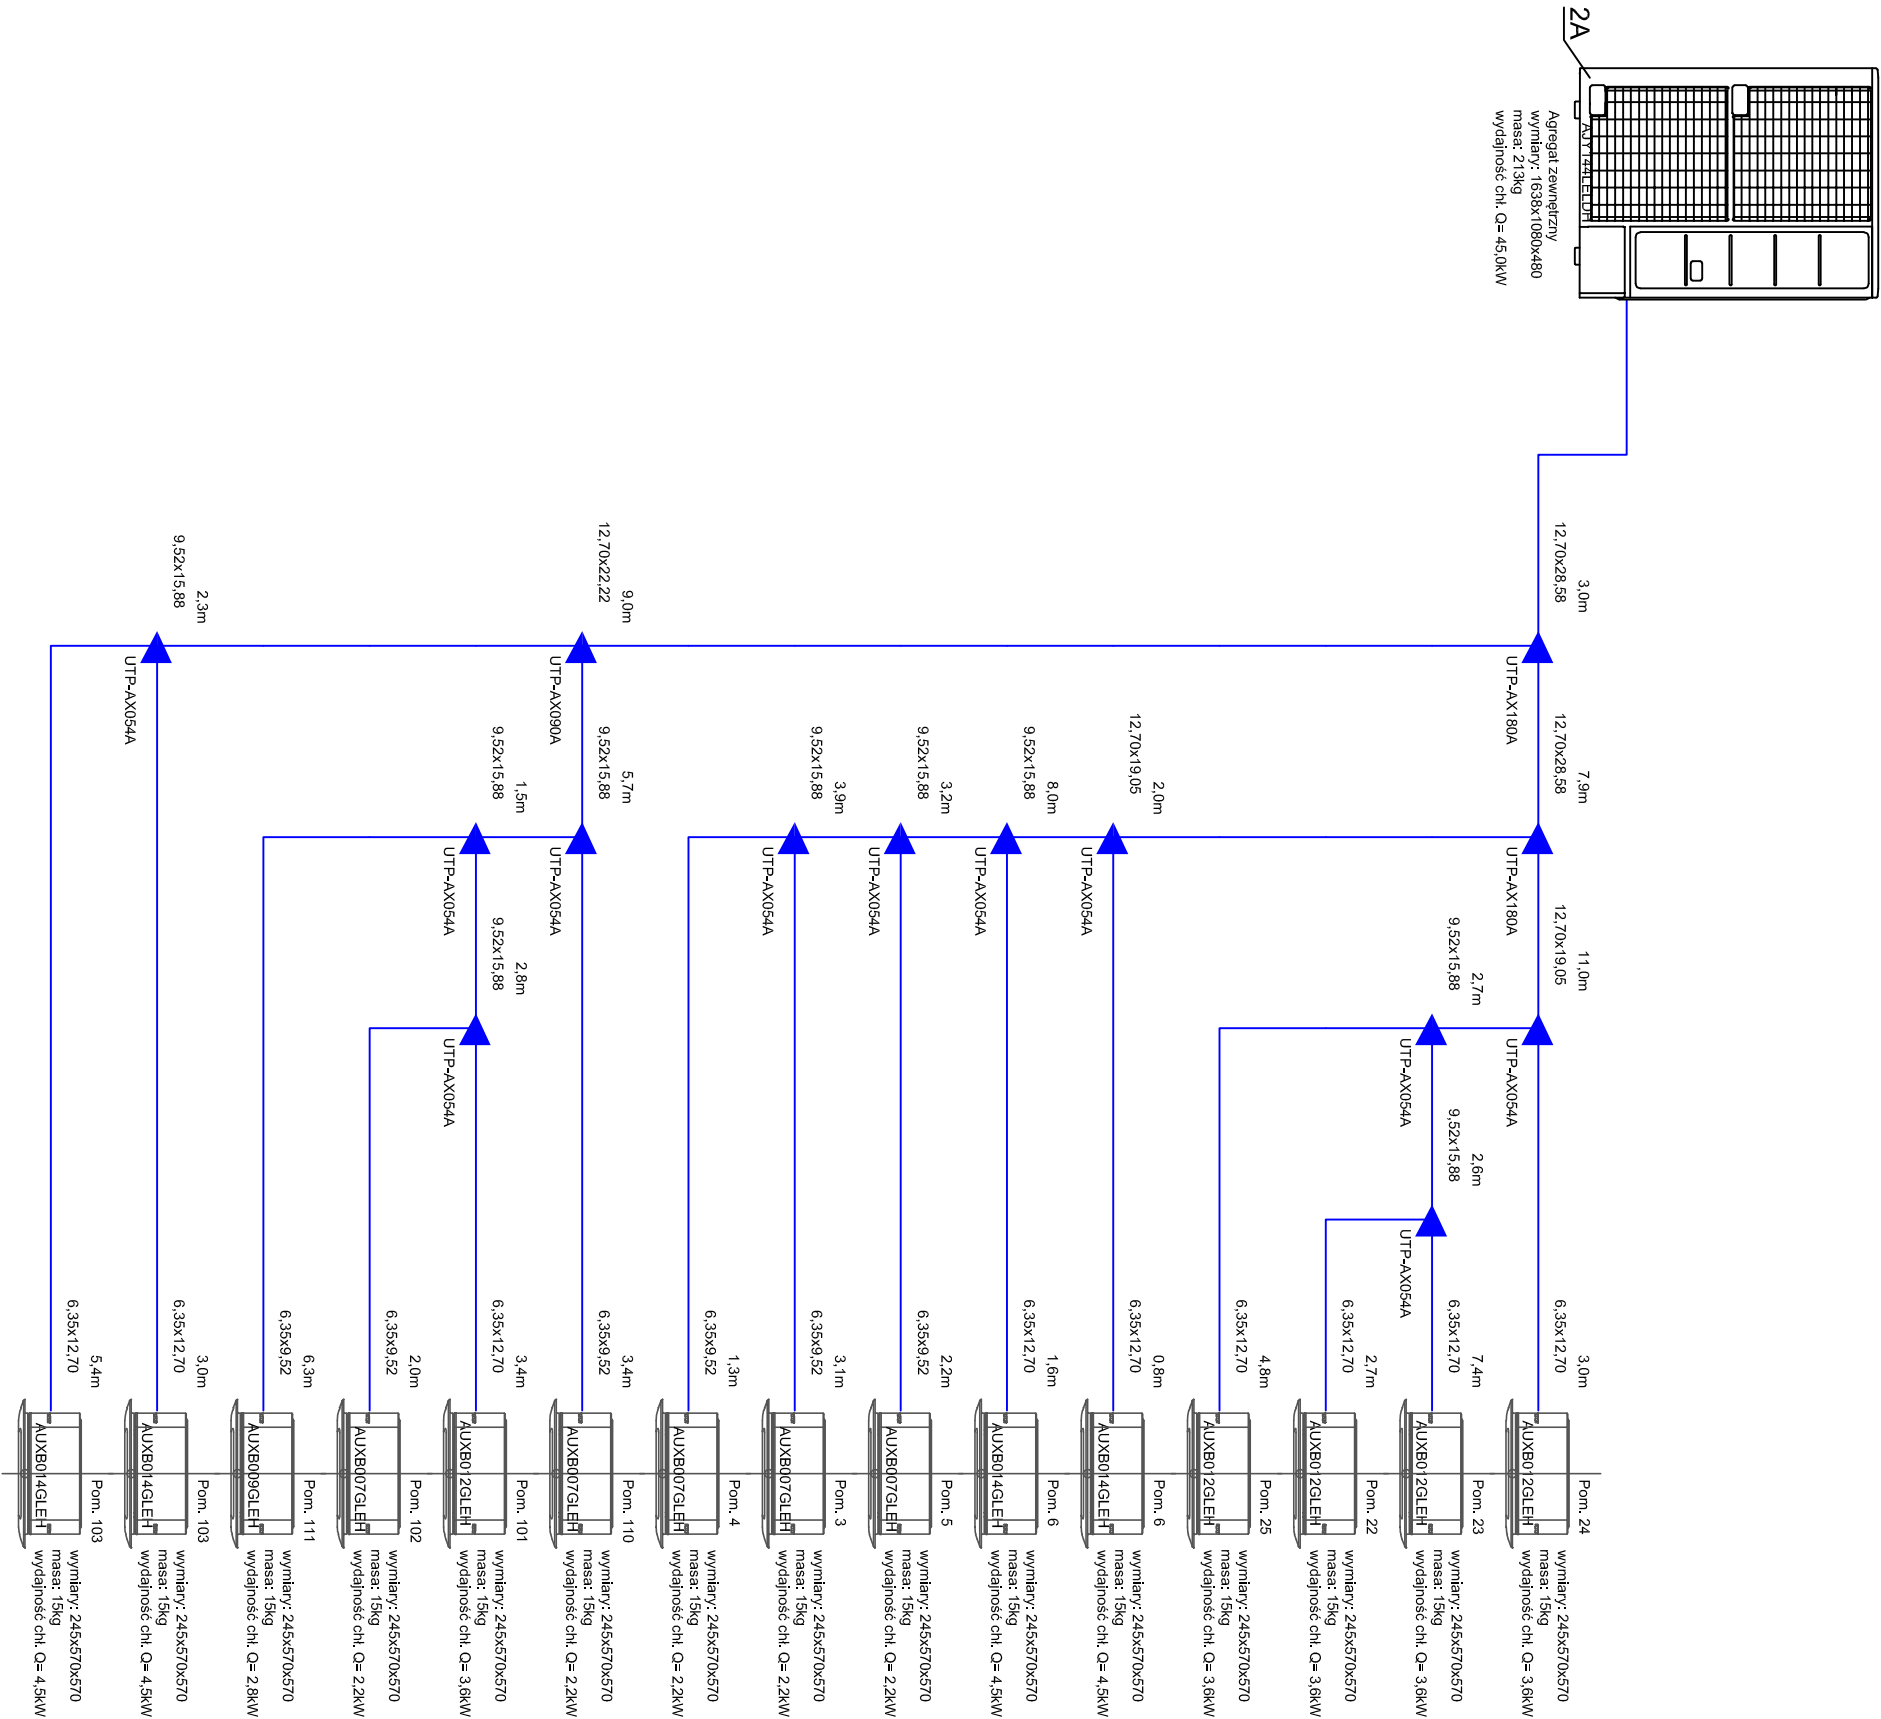 2A
AJY144LELDH
Agregat zewnętrzny
wymiary: 1638x1080x480
masa: 213kg
wydajność chł. Q= 45,0kW
3,0m
12,70x28,58
UTP-AX180A
7,9m
12,70x28,58
UTP-AX180A
11,0m
12,70x19,05
UTP-AX054A
3,0m
6,35x12,70
Pom. 24
AUXB012GLEH
wymiary: 245x570x570
masa: 15kg
wydajność chł. Q= 3,6kW
2,7m
9,52x15,88
UTP-AX054A
2,6m
9,52x15,88
UTP-AX054A
7,4m
6,35x12,70
Pom. 23
AUXB012GLEH
wymiary: 245x570x570
masa: 15kg
wydajność chł. Q= 3,6kW
2,7m
6,35x12,70
Pom. 22
AUXB012GLEH
wymiary: 245x570x570
masa: 15kg
wydajność chł. Q= 3,6kW
4,8m
6,35x12,70
Pom. 25
AUXB012GLEH
wymiary: 245x570x570
masa: 15kg
wydajność chł. Q= 3,6kW
2,0m
12,70x19,05
UTP-AX054A
0,8m
6,35x12,70
Pom. 6
AUXB014GLEH
wymiary: 245x570x570
masa: 15kg
wydajność chł. Q= 4,5kW
8,0m
9,52x15,88
UTP-AX054A
1,6m
6,35x12,70
Pom. 6
AUXB014GLEH
wymiary: 245x570x570
masa: 15kg
wydajność chł. Q= 4,5kW
3,2m
9,52x15,88
UTP-AX054A
2,2m
6,35x9,52
Pom. 5
AUXB007GLEH
wymiary: 245x570x570
masa: 15kg
wydajność chł. Q= 2,2kW
3,9m
9,52x15,88
UTP-AX054A
3,1m
6,35x9,52
Pom. 3
AUXB007GLEH
wymiary: 245x570x570
masa: 15kg
wydajność chł. Q= 2,2kW
1,3m
6,35x9,52
Pom. 4
AUXB007GLEH
wymiary: 245x570x570
masa: 15kg
wydajność chł. Q= 2,2kW
9,0m
12,70x22,22
UTP-AX090A
5,7m
9,52x15,88
UTP-AX054A
3,4m
6,35x9,52
Pom. 110
AUXB007GLEH
wymiary: 245x570x570
masa: 15kg
wydajność chł. Q= 2,2kW
1,5m
9,52x15,88
UTP-AX054A
2,8m
9,52x15,88
UTP-AX054A
3,4m
6,35x12,70
Pom. 101
AUXB012GLEH
wymiary: 245x570x570
masa: 15kg
wydajność chł. Q= 3,6kW
2,0m
6,35x9,52
Pom. 102
AUXB007GLEH
wymiary: 245x570x570
masa: 15kg
wydajność chł. Q= 2,2kW
6,3m
6,35x9,52
Pom. 111
AUXB009GLEH
wymiary: 245x570x570
masa: 15kg
wydajność chł. Q= 2,8kW
2,3m
9,52x15,88
UTP-AX054A
3,0m
6,35x12,70
Pom. 103
AUXB014GLEH
wymiary: 245x570x570
masa: 15kg
wydajność chł. Q= 4,5kW
5,4m
6,35x12,70
Pom. 103
AUXB014GLEH
wymiary: 245x570x570
masa: 15kg
wydajność chł. Q= 4,5kW